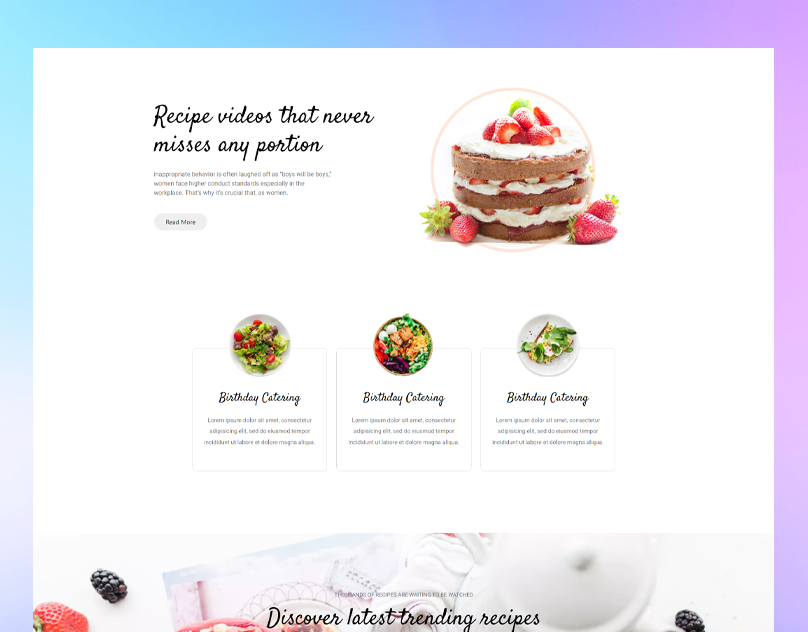 Recipe videos that never
misses any portion
inappropriate behavior is often laughed off as "boys will be boys,"
women face higher conduct standards especially in the
workplace. That's why it's crucial that, as women.
Read More
Birthday Catering
Lorem ipsum dolor sit amet, consectetur
adipisicing elit, sed do eiusmod tempor
incididunt ut labore et dolore magna aliqua.
Birthday Catering
Lorem ipsum dolor sit amet, consectetur
adipisicing elit, sed do eiusmod tempor
incididunt ut labore et dolore magna aliqua.
Birthday Catering
Lorem ipsum dolor sit amet, consectetur
adipisicing elit, sed do eiusmod tempor
incididunt ut labore et dolore magna aliqua.
THOUSANDS OF RECIPES ARE WAITING TO BE WATCHED
Discover latest trending recipes